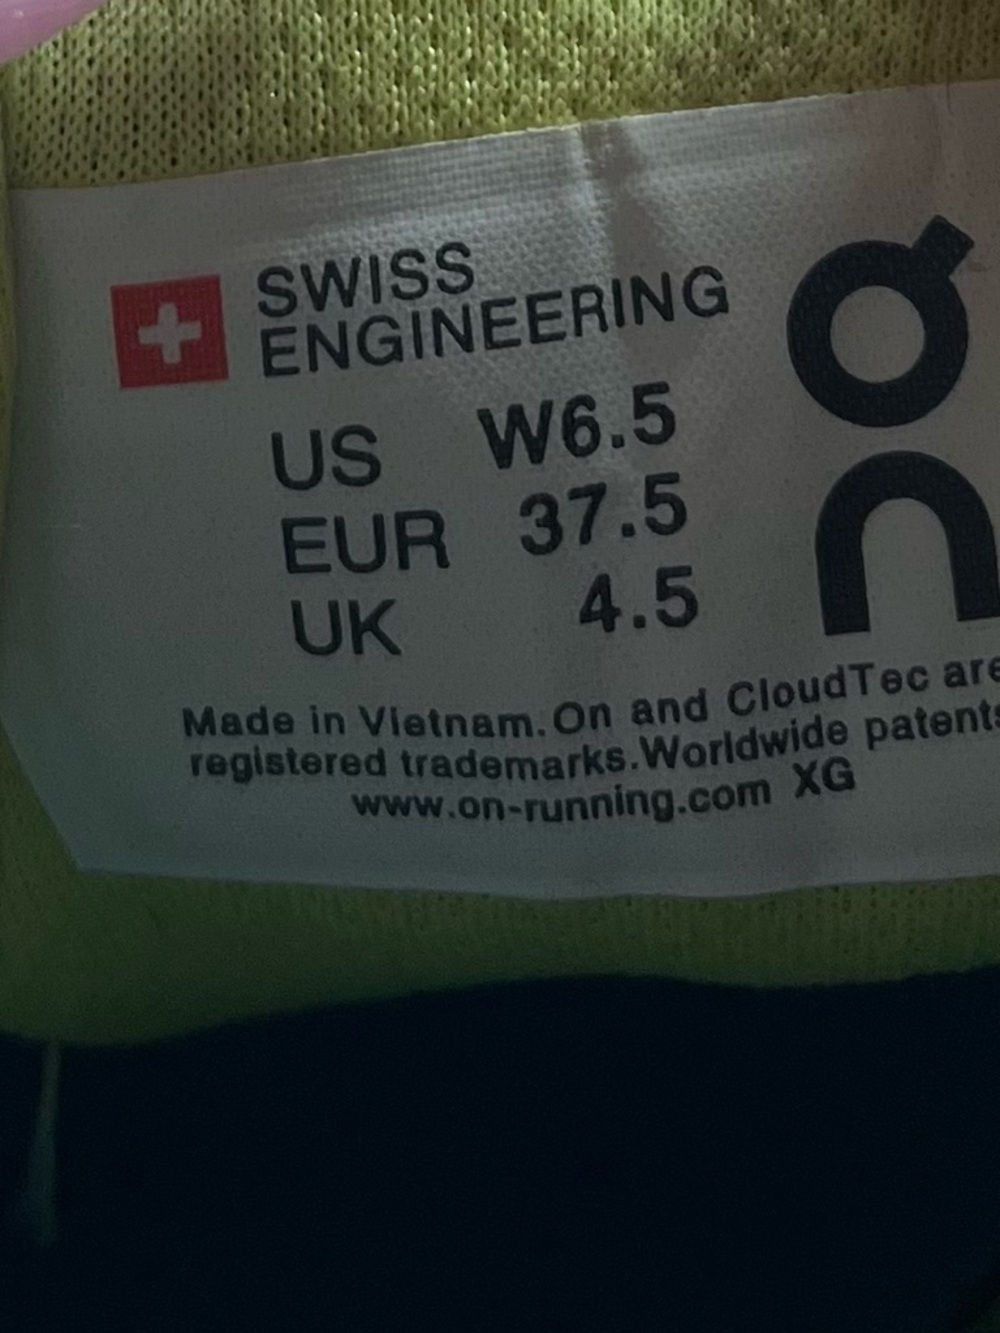 SWISS
ENGINEERING
On
US W6.5
EUR 37.5
UK 4.5
Made in Vietnam. On and CloudTec are
registered trademarks. Worldwide patents
www.on-running.com XG